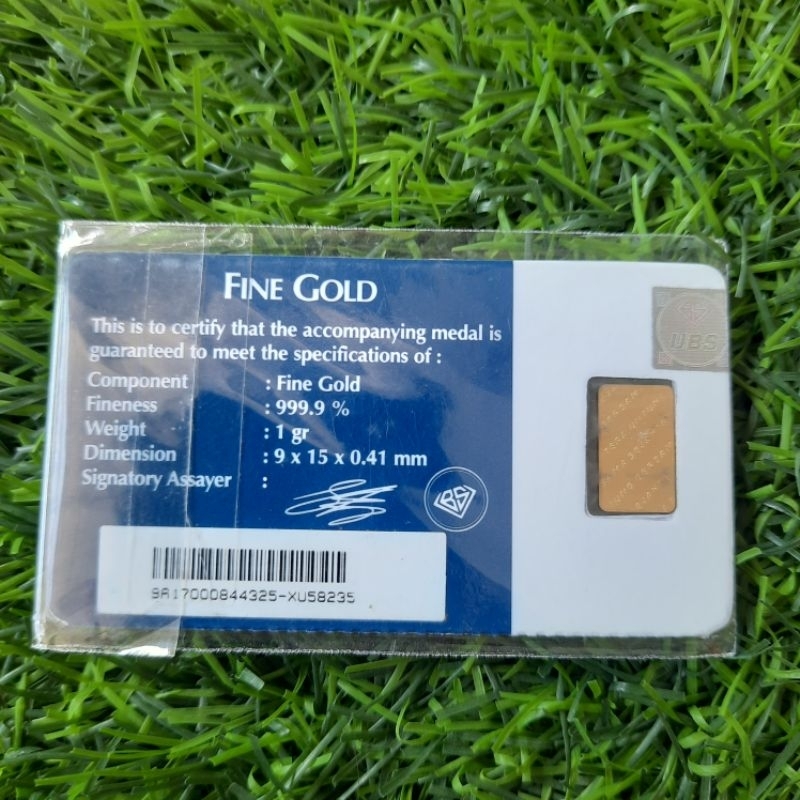 FINE GOLD
This is to certify that the accompanying medal is
guaranteed to meet the specifications of :
Component : Fine Gold
Fineness : 999.9 %
Weight : 1 gr
Dimension : 9 x 15 x 0.41 mm
Signatory Assayer :
UBS
9A17000844325-XU58235